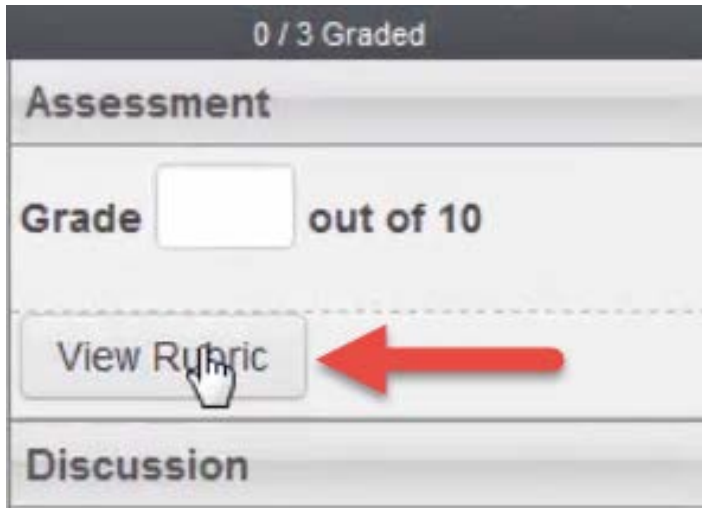 0 / 3 Graded
Assessment
Grade out of 10
View Rubric
Discussion